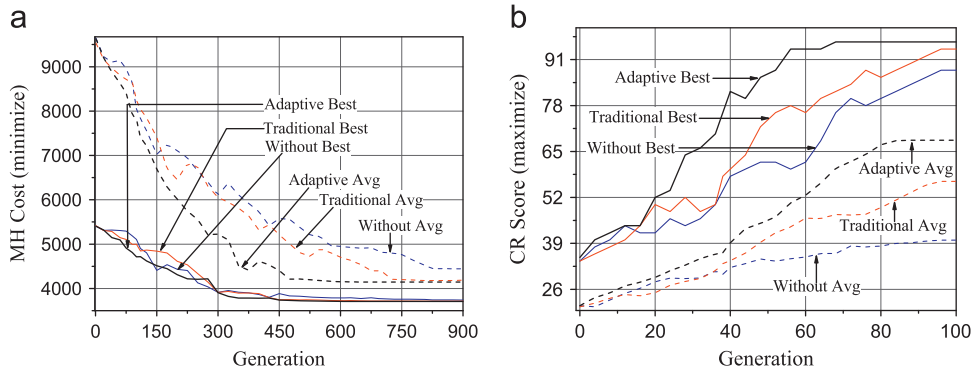 a
MH Cost (minimize)
9000
8000
7000
6000
5000
4000
0
150
300
450
600
750
900
Generation
Adaptive Best
Traditional Best
Without Best
Adaptive Avg
Traditional Avg
Without Avg
b
CR Score (maximize)
91
78
65
52
39
26
0
20
40
60
80
100
Generation
Adaptive Best
Traditional Best
Without Best
Adaptive Avg
Traditional Avg
Without Avg